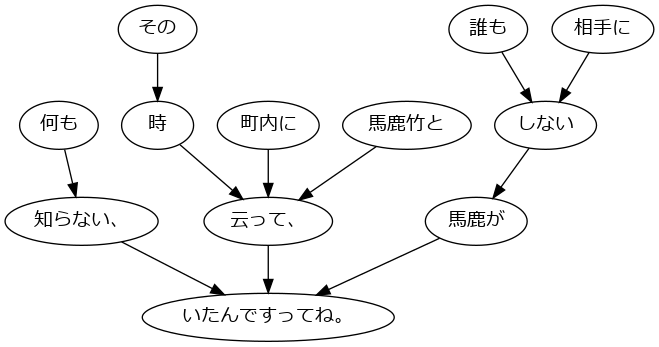 その
誰も
相手に
何も
時
町内に
馬鹿竹と
しない
知らない、
云って、
馬鹿が
いたんですってね。